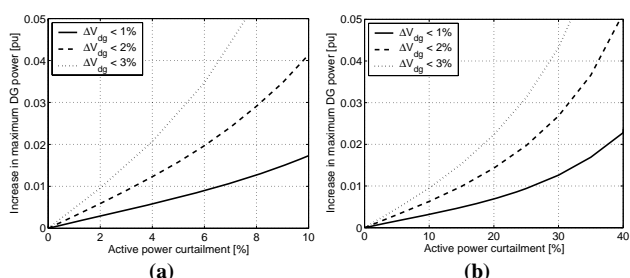 Increase in maximum DG power [pu]
0.05
0.04
0.03
0.02
0.01
0
ΔV_dg < 1%
ΔV_dg < 2%
ΔV_dg < 3%
0 2 4 6 8 10
Active power curtailment [%]
(a)
Increase in maximum DG power [pu]
0.05
0.04
0.03
0.02
0.01
0
ΔV_dg < 1%
ΔV_dg < 2%
ΔV_dg < 3%
0 10 20 30 40
Active power curtailment [%]
(b)